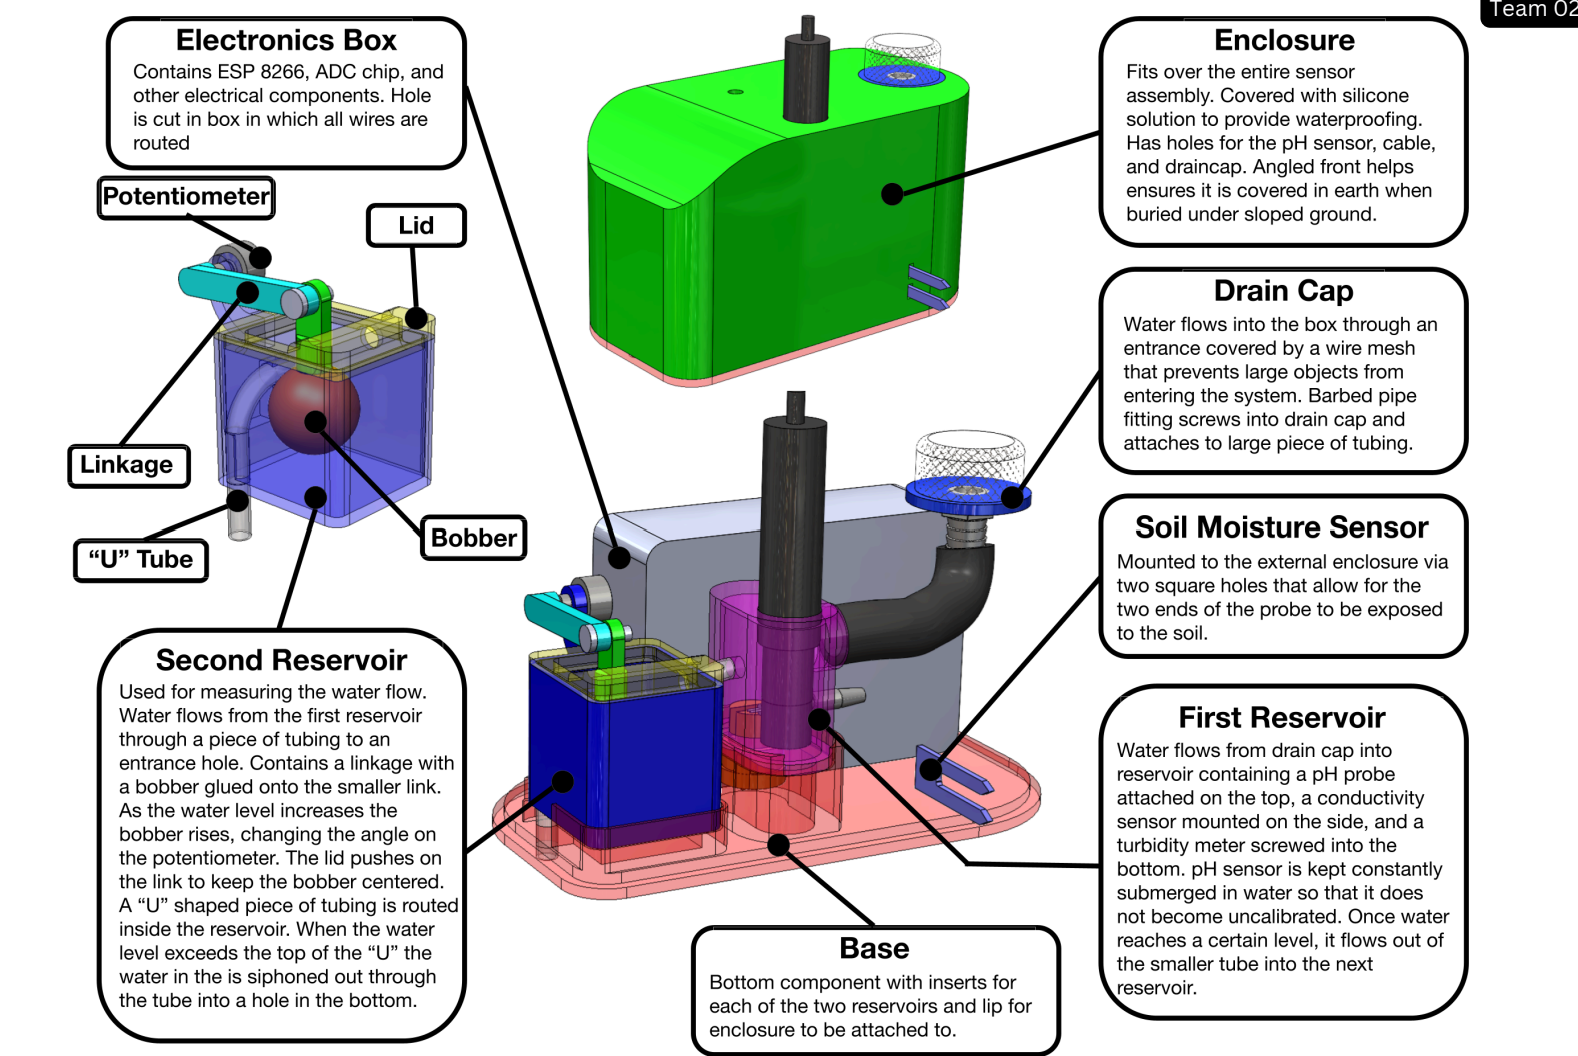 Team 02
Electronics Box
Contains ESP 8266, ADC chip, and
other electrical components. Hole
is cut in box in which all wires are
routed
Potentiometer
Lid
Linkage
"U" Tube
Bobber
Second Reservoir
Used for measuring the water flow.
Water flows from the first reservoir
through a piece of tubing to an
entrance hole. Contains a linkage with
a bobber glued onto the smaller link.
As the water level increases the
bobber rises, changing the angle on
the potentiometer. The lid pushes on
the link to keep the bobber centered.
A "U" shaped piece of tubing is routed
inside the reservoir. When the water
level exceeds the top of the "U" the
water in the is siphoned out through
the tube into a hole in the bottom.
Base
Bottom component with inserts for
each of the two reservoirs and lip for
enclosure to be attached to.
Enclosure
Fits over the entire sensor
assembly. Covered with silicone
solution to provide waterproofing.
Has holes for the pH sensor, cable,
and draincap. Angled front helps
ensures it is covered in earth when
buried under sloped ground.
Drain Cap
Water flows into the box through an
entrance covered by a wire mesh
that prevents large objects from
entering the system. Barbed pipe
fitting screws into drain cap and
attaches to large piece of tubing.
Soil Moisture Sensor
Mounted to the external enclosure via
two square holes that allow for the
two ends of the probe to be exposed
to the soil.
First Reservoir
Water flows from drain cap into
reservoir containing a pH probe
attached on the top, a conductivity
sensor mounted on the side, and a
turbidity meter screwed into the
bottom. pH sensor is kept constantly
submerged in water so that it does
not become uncalibrated. Once water
reaches a certain level, it flows out of
the smaller tube into the next
reservoir.